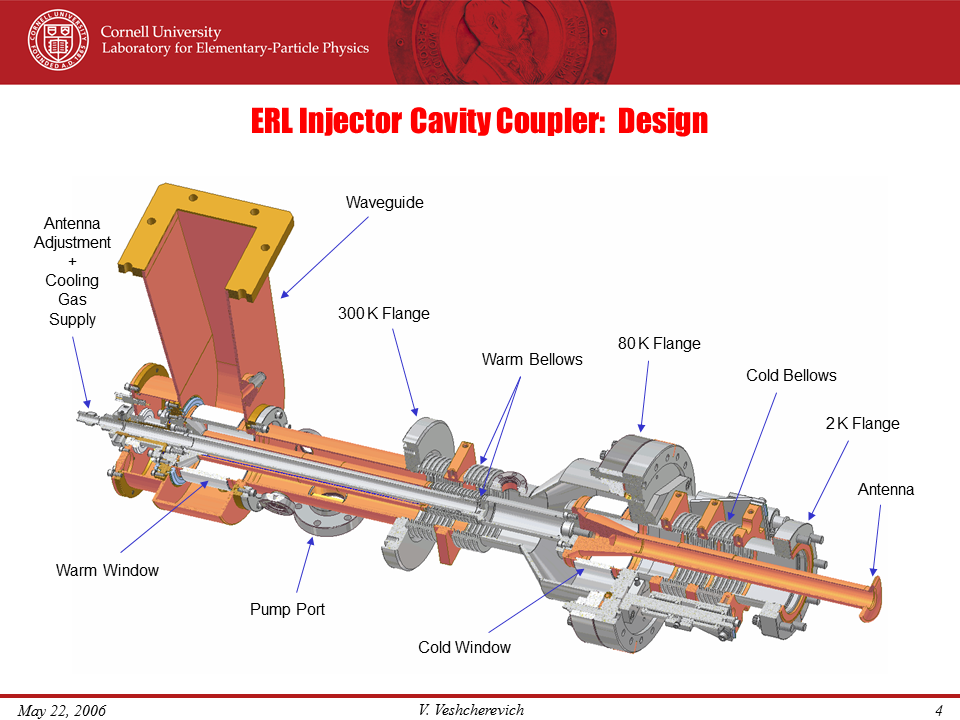 Cornell University
Laboratory for Elementary-Particle Physics
ERL Injector Cavity Coupler: Design
Antenna
Adjustment
+
Cooling
Gas
Supply
Waveguide
300 K Flange
Warm Bellows
80 K Flange
Cold Bellows
2 K Flange
Antenna
Warm Window
Pump Port
Cold Window
May 22, 2006
V. Veshcherevich
4